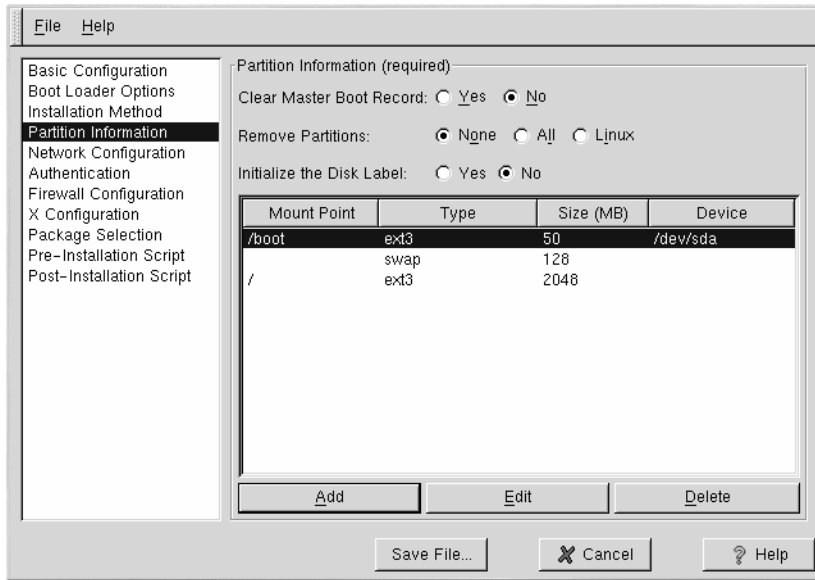 File Help
Basic Configuration
Boot Loader Options
Installation Method
Partition Information
Network Configuration
Authentication
Firewall Configuration
X Configuration
Package Selection
Pre-Installation Script
Post-Installation Script
Partition Information (required)
Clear Master Boot Record: Yes No
Remove Partitions: None All Linux
Initialize the Disk Label: Yes No
Mount Point Type Size (MB) Device
/boot ext3 50 /dev/sda
swap 128
/ ext3 2048
Add Edit Delete
Save File... Cancel Help